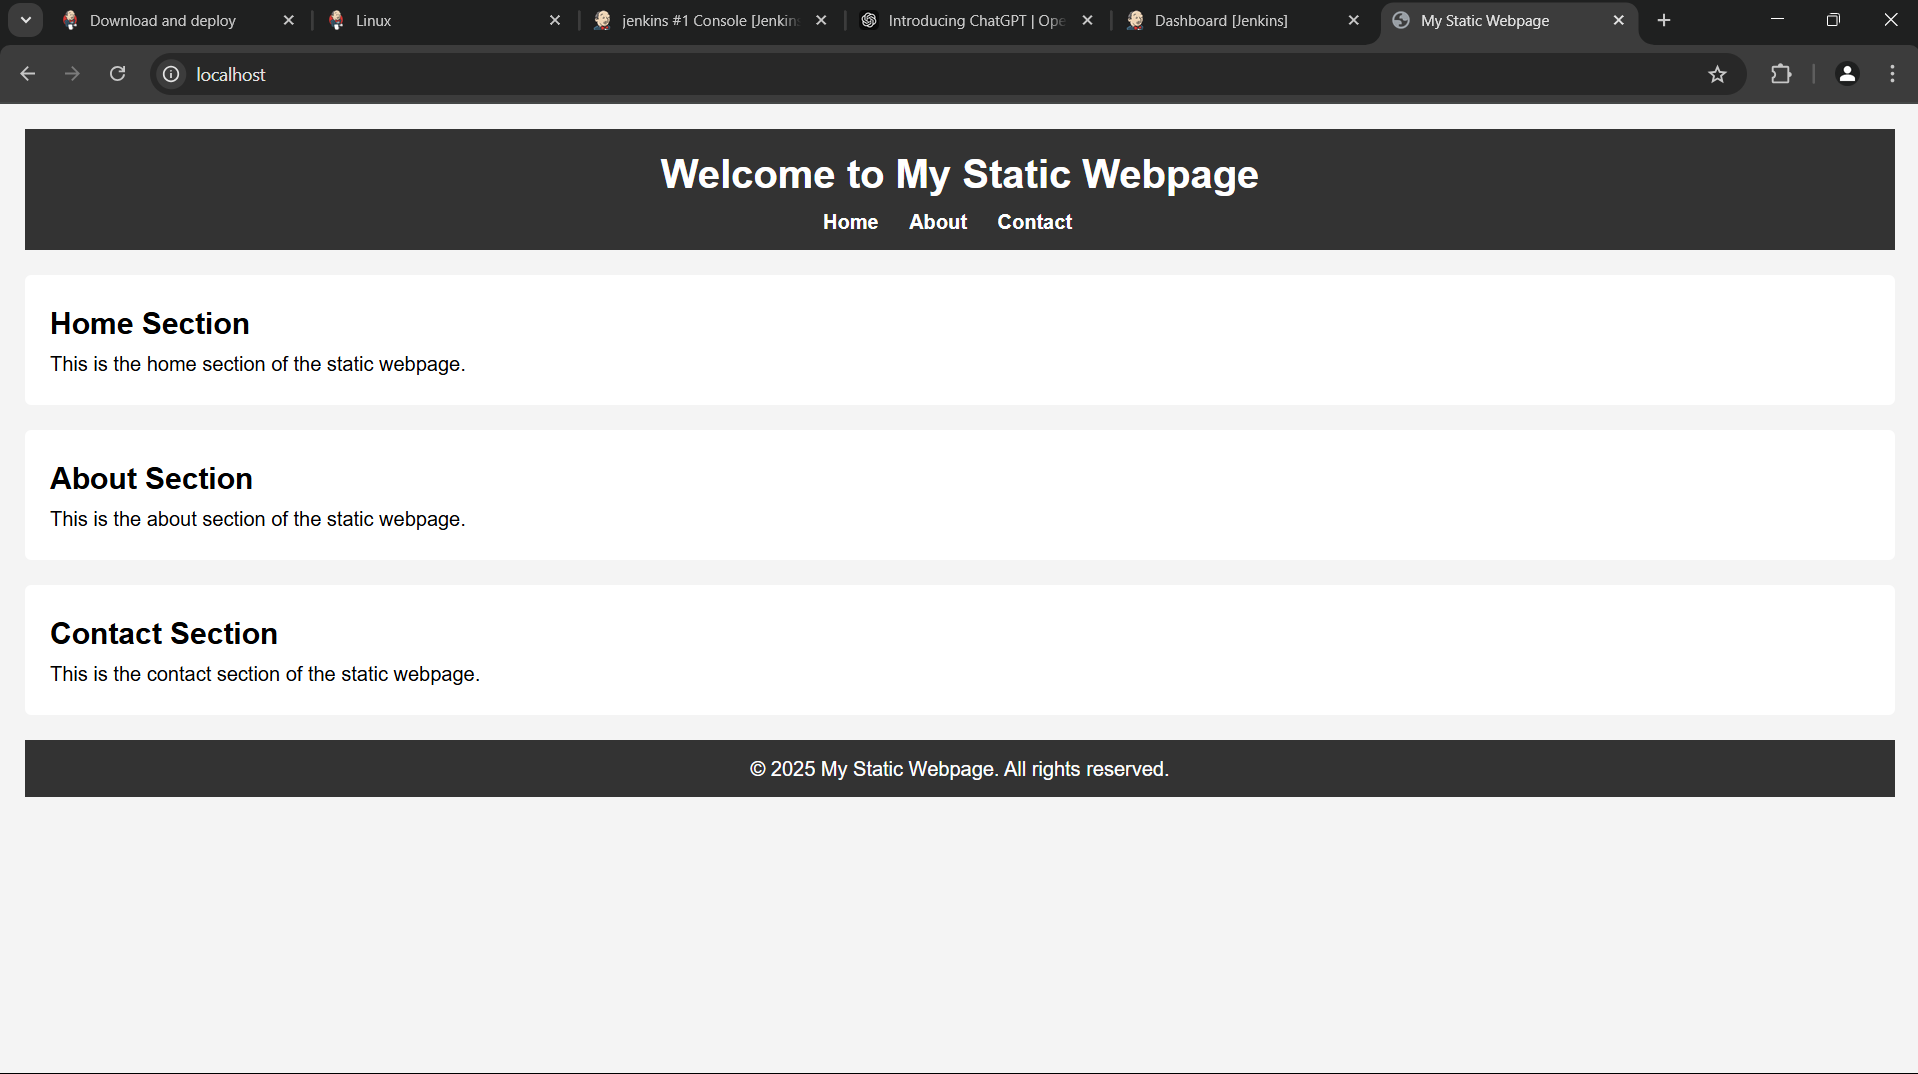 Download and deploy
Linux
jenkins #1 Console [Jenkin
Introducing ChatGPT | Ope
Dashboard [Jenkins]
My Static Webpage
localhost
Welcome to My Static Webpage
Home About Contact
Home Section
This is the home section of the static webpage.
About Section
This is the about section of the static webpage.
Contact Section
This is the contact section of the static webpage.
© 2025 My Static Webpage. All rights reserved.